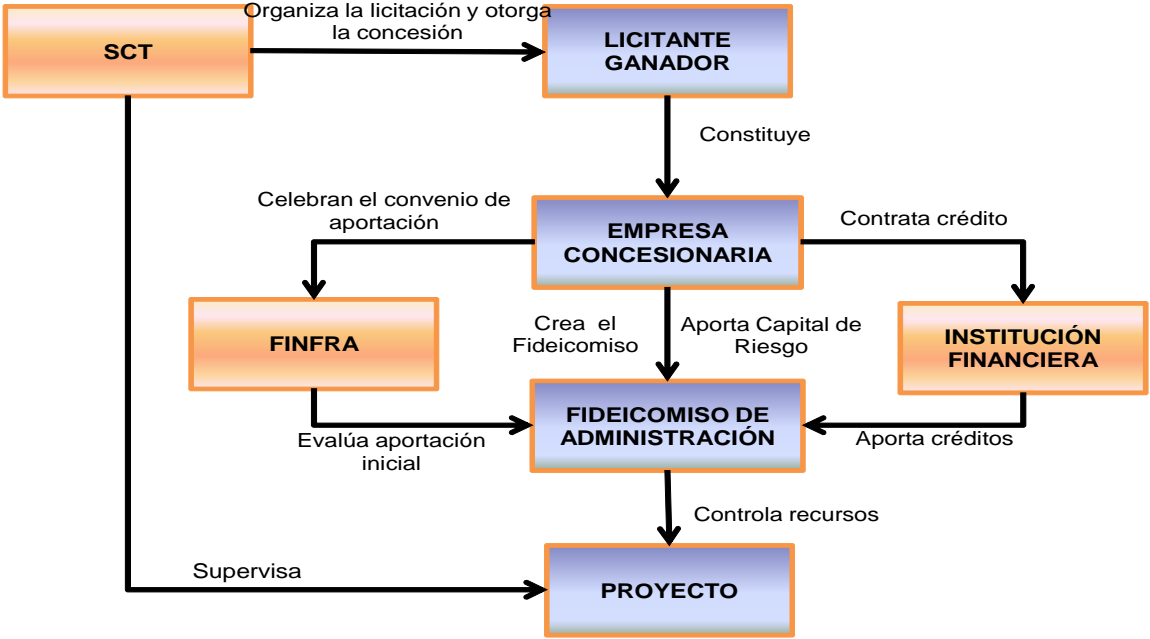 Organiza la licitación y otorga
la concesión
SCT
LICITANTE
GANADOR
Constituye
Celebran el convenio de
aportación
EMPRESA
CONCESIONARIA
Contrata crédito
FINFRA
Crea el
Fideicomiso
Aporta Capital de
Riesgo
INSTITUCIÓN
FINANCIERA
FIDEICOMISO DE
ADMINISTRACIÓN
Evalúa aportación
inicial
Aporta créditos
Controla recursos
Supervisa
PROYECTO